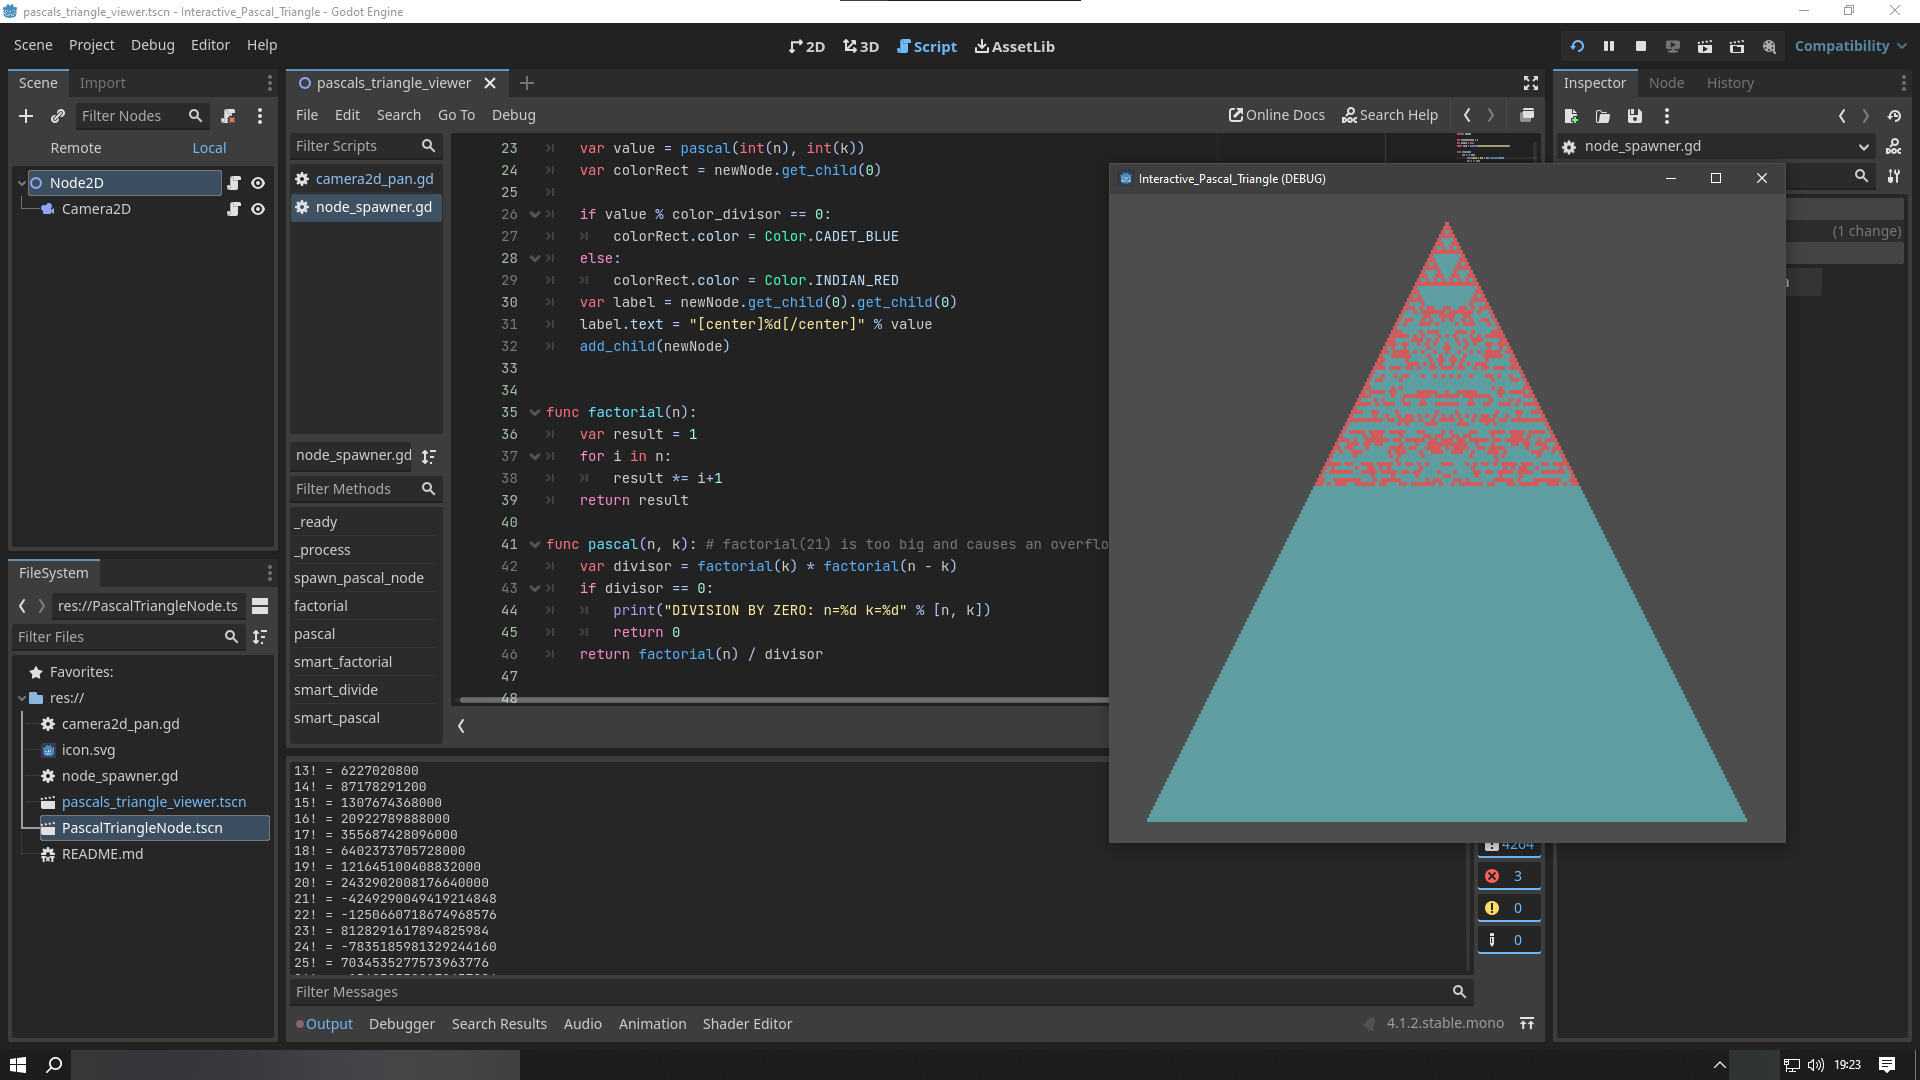 pascals_triangle_viewer.tscn - Interactive_Pascal_Triangle - Godot Engine
Scene Project Debug Editor Help
2D 3D Script AssetLib
Compatibility
Scene Import
pascals_triangle_viewer
Inspector Node History
Filter Nodes
File Edit Search Go To Debug
Online Docs Search Help
Remote Local
Filter Scripts
node_spawner.gd
Node2D
Camera2D
camera2d_pan.gd
node_spawner.gd
(1 change)
23 var value = pascal(int(n), int(k))
24 var colorRect = newNode.get_child(0)
25
26 if value % color_divisor == 0:
27 colorRect.color = Color.CADET_BLUE
28 else:
29 colorRect.color = Color.INDIAN_RED
30 var label = newNode.get_child(0).get_child(0)
31 label.text = "[center]%d[/center]" % value
32 add_child(newNode)
33
34
35 func factorial(n):
36 var result = 1
37 for i in n:
38 result *= i+1
39 return result
40
41 func pascal(n, k): # factorial(21) is too big and causes an overflo
42 var divisor = factorial(k) * factorial(n - k)
43 if divisor == 0:
44 print("DIVISION BY ZERO: n=%d k=%d" % [n, k])
45 return 0
46 return factorial(n) / divisor
47
48
Interactive_Pascal_Triangle (DEBUG)
node_spawner.gd
Filter Methods
_ready
_process
spawn_pascal_node
factorial
pascal
smart_factorial
smart_divide
smart_pascal
FileSystem
res://PascalTriangleNode.ts
Filter Files
Favorites:
res://
camera2d_pan.gd
icon.svg
node_spawner.gd
pascals_triangle_viewer.tscn
PascalTriangleNode.tscn
README.md
13! = 6227020800
14! = 87178291200
15! = 1307674368000
16! = 20922789888000
17! = 355687428096000
18! = 6402373705728000
19! = 121645100408832000
20! = 2432902008176640000
21! = -4249290049419214848
22! = -1250660718674968576
23! = 8128291617894825984
24! = -7835185981329244160
25! = 7034535277573963776
4264
3
0
0
Filter Messages
Output Debugger Search Results Audio Animation Shader Editor
4.1.2.stable.mono
19:23